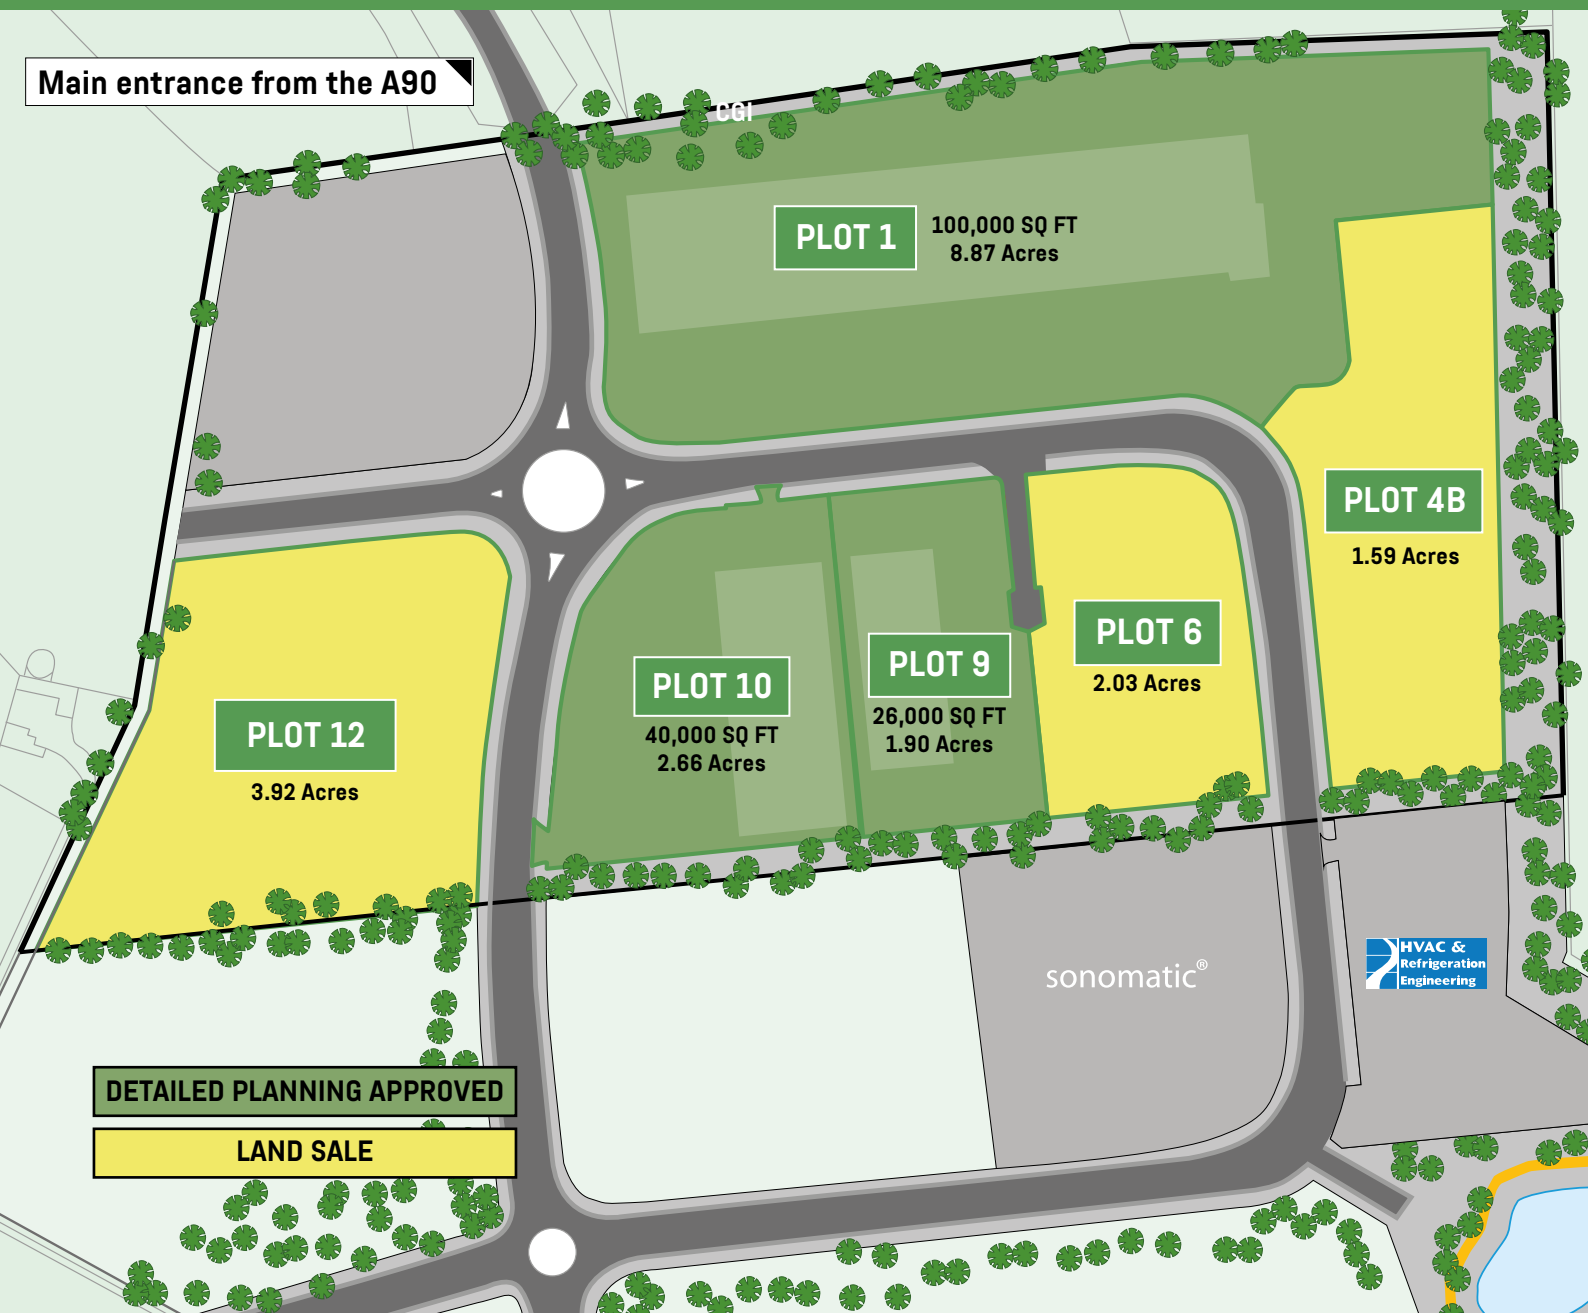 Main entrance from the A90
CGI
PLOT 1
100,000 SQ FT
8.87 Acres
PLOT 4B
1.59 Acres
PLOT 6
2.03 Acres
PLOT 9
26,000 SQ FT
1.90 Acres
PLOT 10
40,000 SQ FT
2.66 Acres
PLOT 12
3.92 Acres
sonomatic®
HVAC &
Refrigeration
Engineering
DETAILED PLANNING APPROVED
LAND SALE